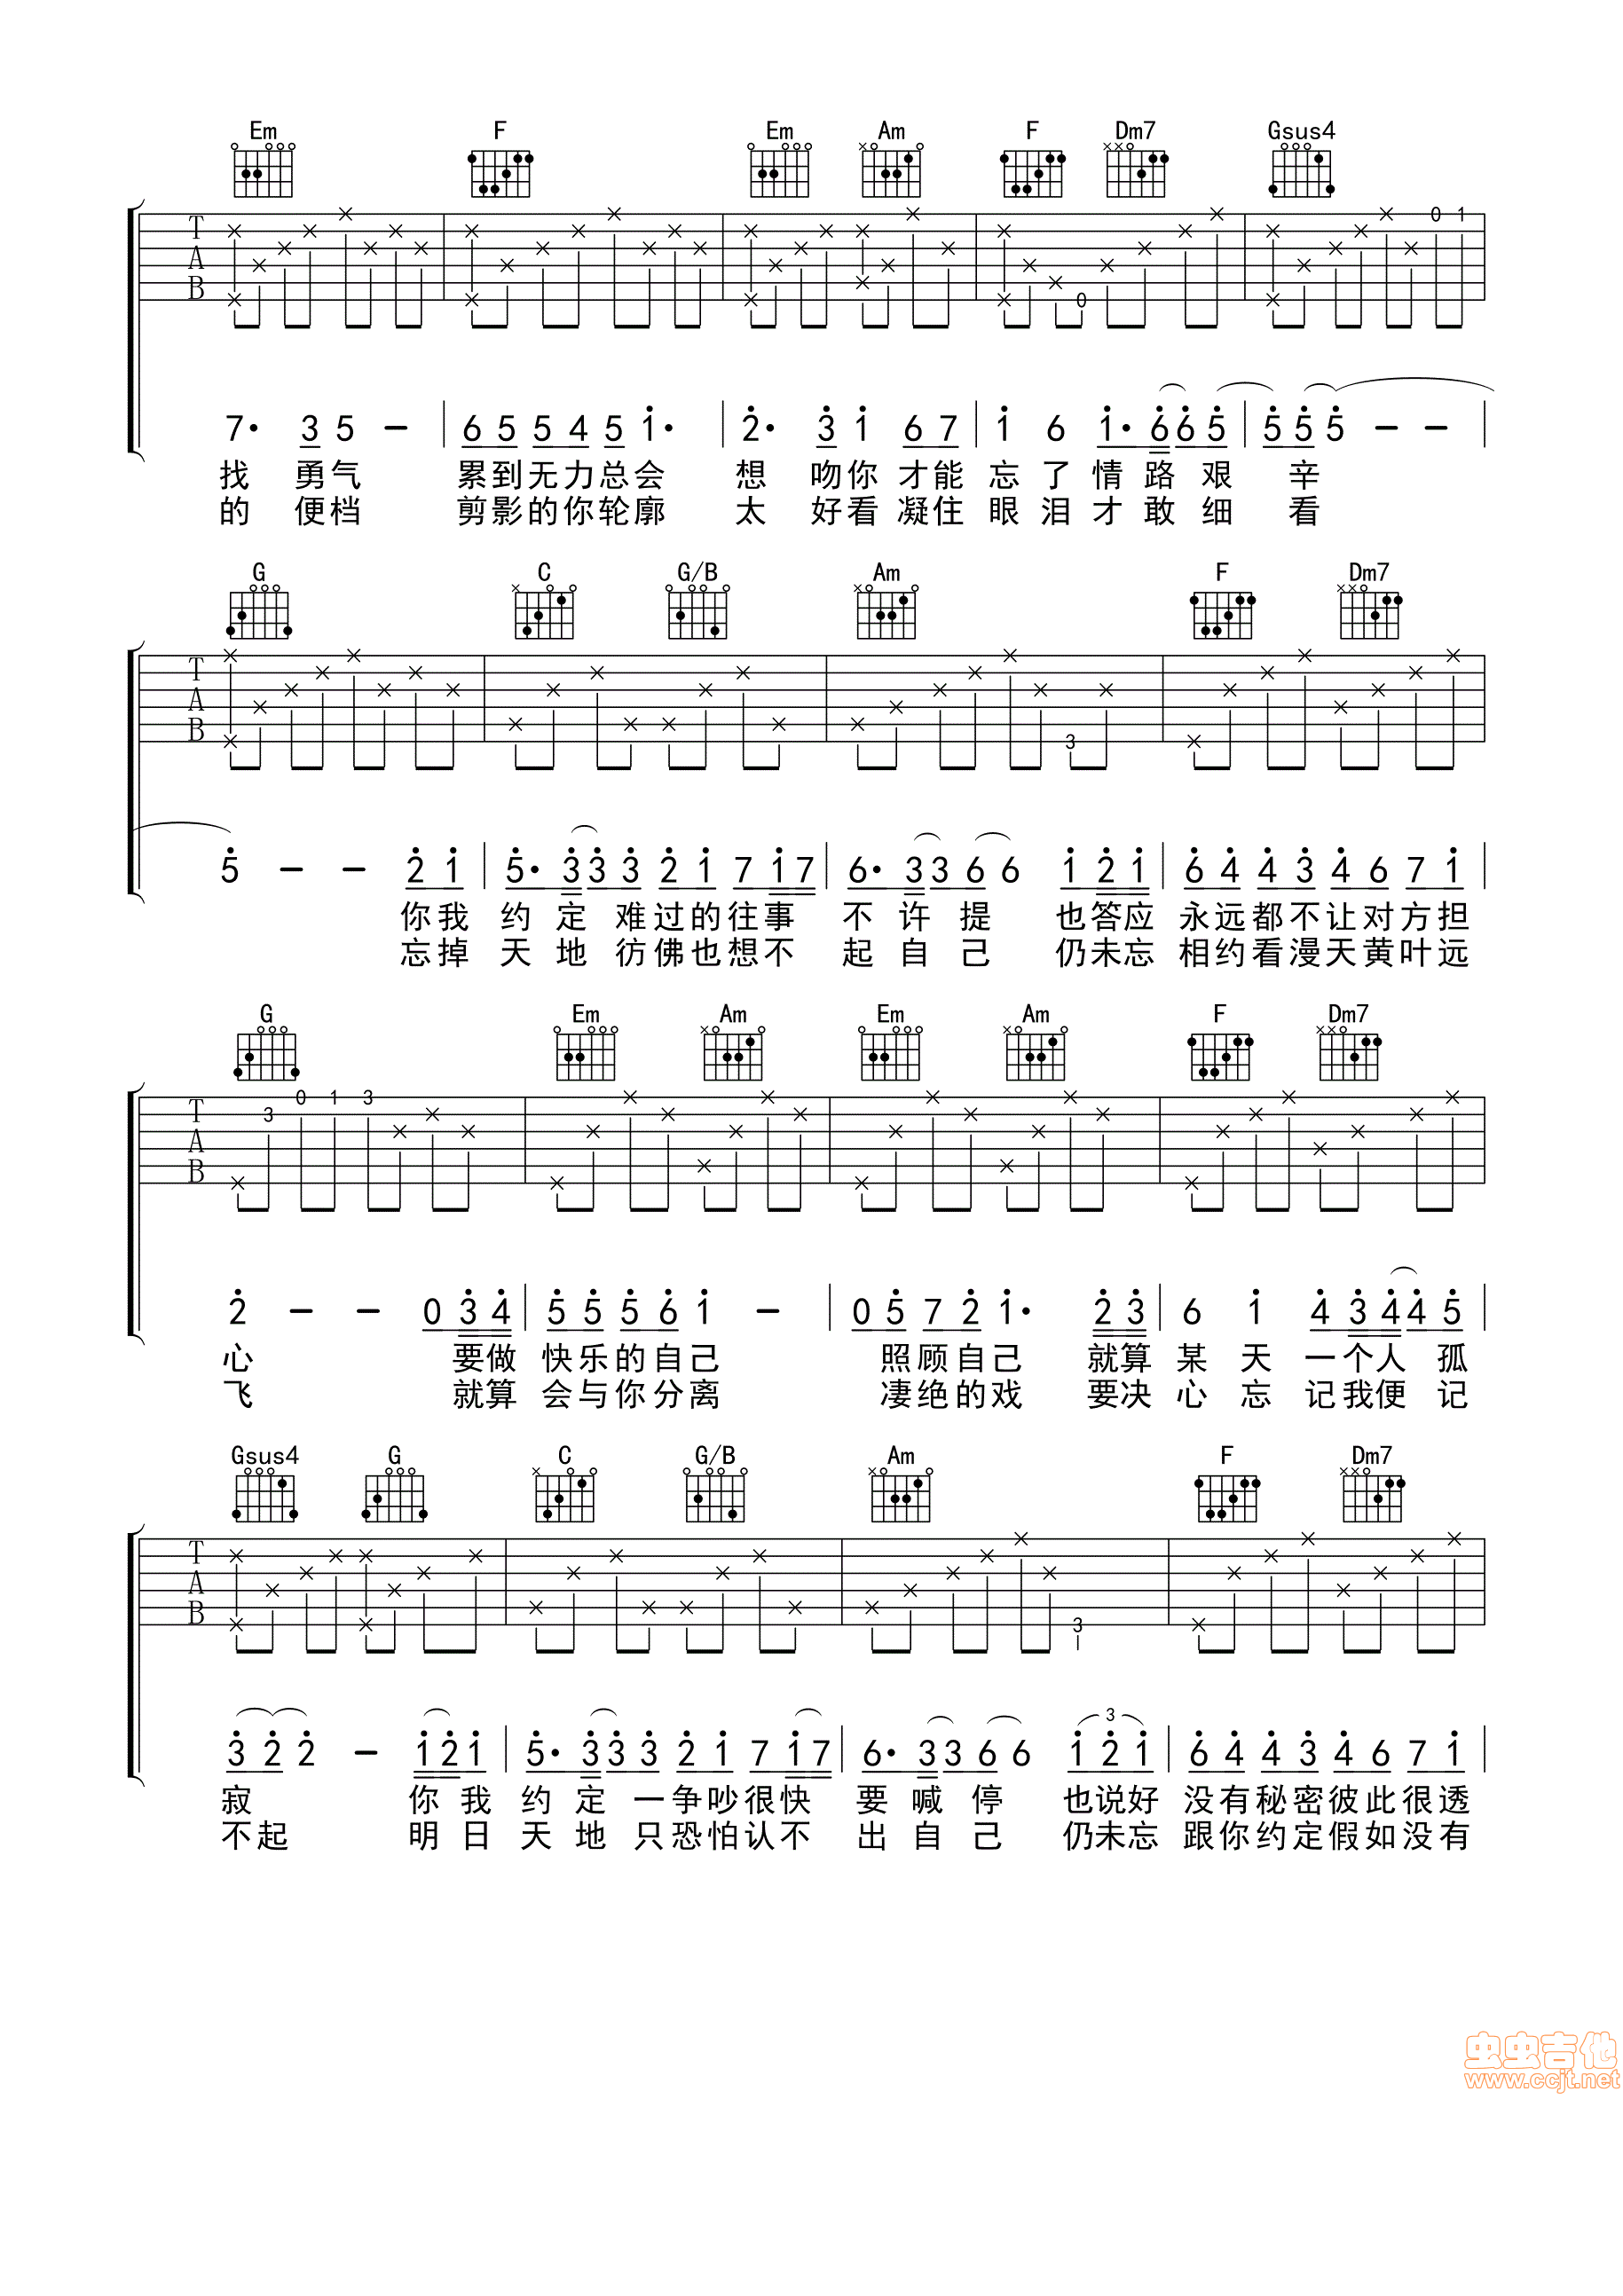 Em F Em Am F Dm7 Gsus4
T A B 0 0 1
7· 3 5 - 6 5 5 4 5 1· 2· 3 1 6 7 1 6 1· 6 6 5 5 5 5 - -
找 勇气 累到无力总会 想 吻你 才能 忘了情路艰 辛
的 便档 剪影的你轮廓 太 好看 凝住 眼泪才敢细 看
G C G/B Am F Dm7
T A B 3
5 - - 2 1 5· 3 3 3 2 1 7 1 7 6· 3 3 6 6 1 2 1 6 4 4 3 4 6 7 1
你我 约定 难过的往事 不许提 也答应 永远都不让对方担
忘掉 天地 彷佛也想不 起自己 仍未忘 相约看漫天黄叶远
G Em Am Em Am F Dm7
T A B 3 0 1 3
2 - - 0 3 4 5 5 5 6 1 - 0 5 7 2 1· 2 3 6 1 4 3 4 4 5
心 要做 快乐的自己 照顾自己 就算 某天一个人孤
飞 就算 会与你分离 凄绝的戏 要决 心忘记我便记
Gsus4 G C G/B Am F Dm7
T A B 3
3 2 2 - 1 2 1 5· 3 3 3 2 1 7 1 7 6· 3 3 6 6 3 1 2 1 6 4 4 3 4 6 7 1
寂 你我 约定 一争吵很快 要喊停 也说好 没有秘密彼此很透
不起 明日 天地 只恐怕认不 出自己 仍未忘 跟你约定假如没有
虫虫吉他
www.ccjt.net